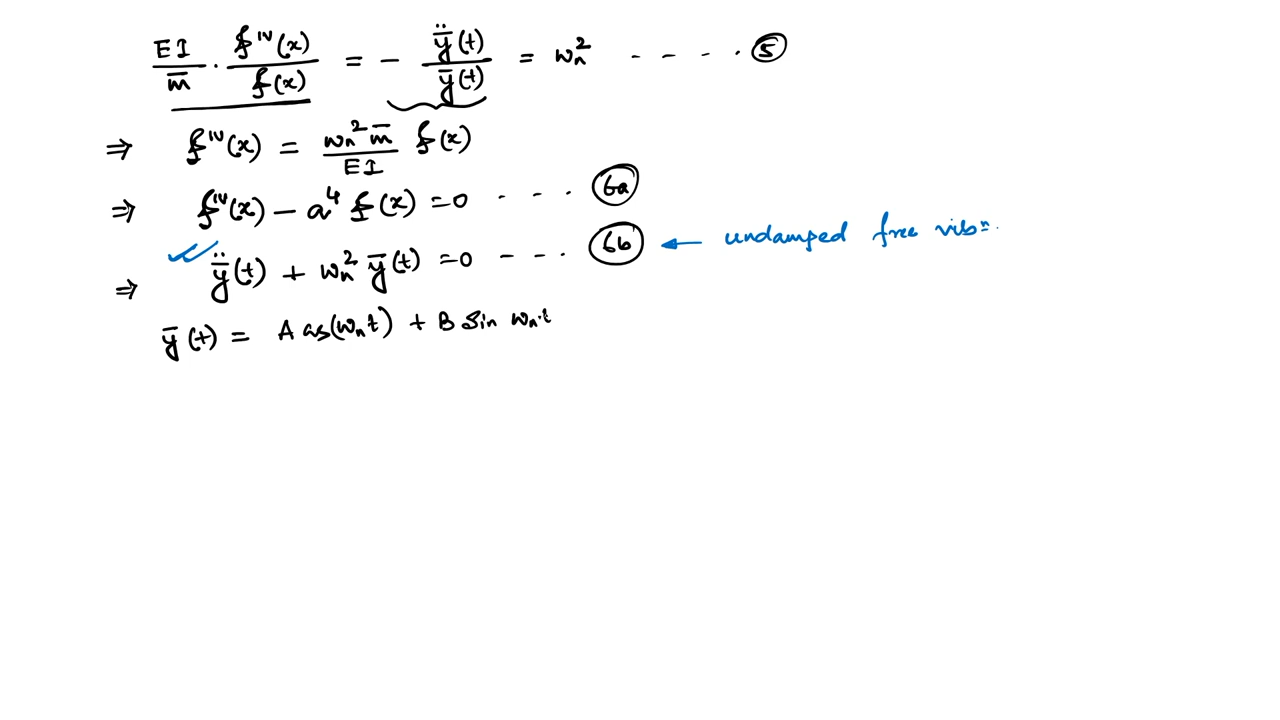 EI/m̄ · f^IV(x)/f(x) = − ÿ̄(t)/ȳ(t) = ωn² - - - - · ⑤
⇒ f^IV(x) = ωn² m̄/EI f(x)
⇒ f^IV(x) − a⁴ f(x) = 0 - - - · 6a
⇒ ÿ̄(t) + ωn² ȳ(t) = 0 - - - · 6b ← undamped free vibⁿ.
ȳ(t) = A cos(ωn t) + B Sin ωn·t